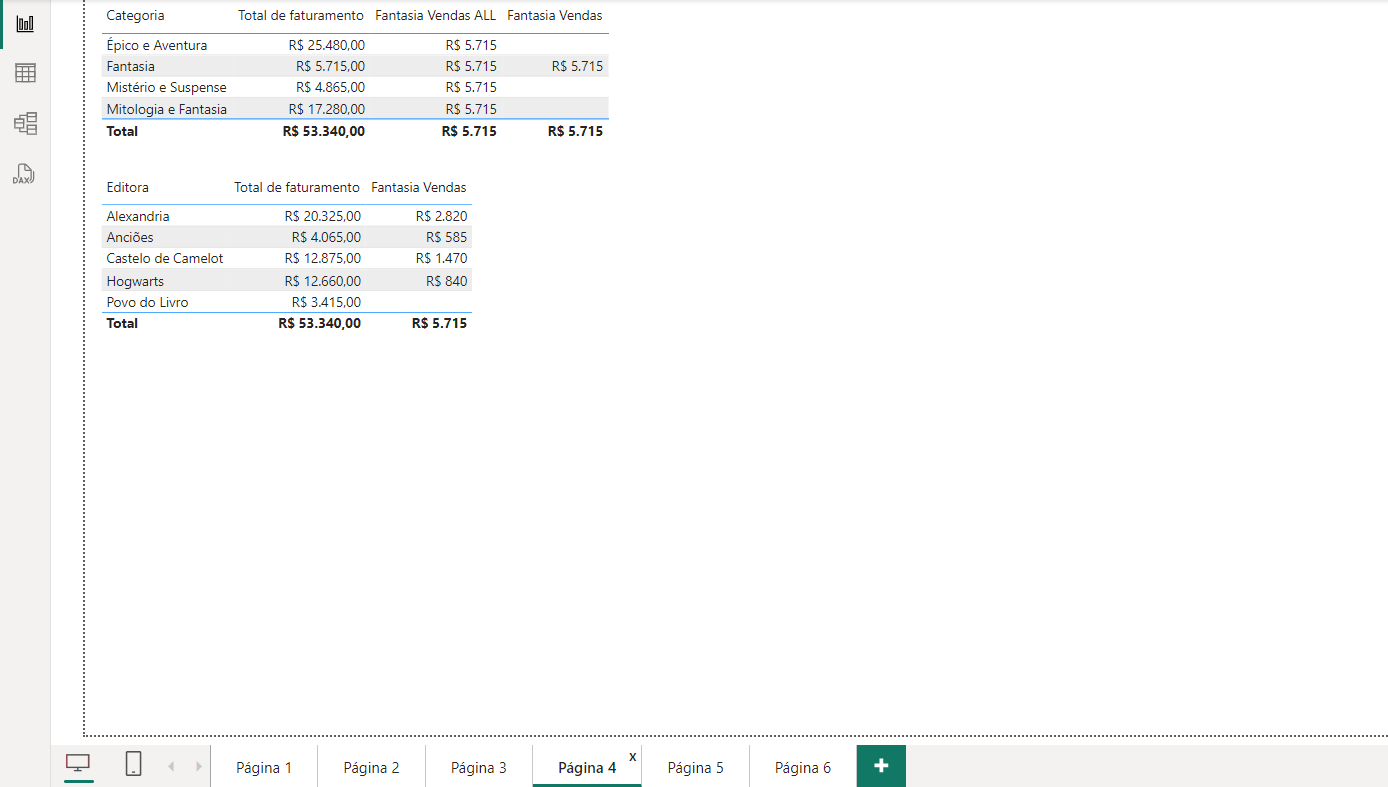 Categoria Total de faturamento Fantasia Vendas ALL Fantasia Vendas
Épico e Aventura R$ 25.480,00 R$ 5.715
Fantasia R$ 5.715,00 R$ 5.715 R$ 5.715
Mistério e Suspense R$ 4.865,00 R$ 5.715
Mitologia e Fantasia R$ 17.280,00 R$ 5.715
Total R$ 53.340,00 R$ 5.715 R$ 5.715
Editora Total de faturamento Fantasia Vendas
Alexandria R$ 20.325,00 R$ 2.820
Anciões R$ 4.065,00 R$ 585
Castelo de Camelot R$ 12.875,00 R$ 1.470
Hogwarts R$ 12.660,00 R$ 840
Povo do Livro R$ 3.415,00
Total R$ 53.340,00 R$ 5.715
DAX
Página 1 Página 2 Página 3 Página 4 x Página 5 Página 6 +